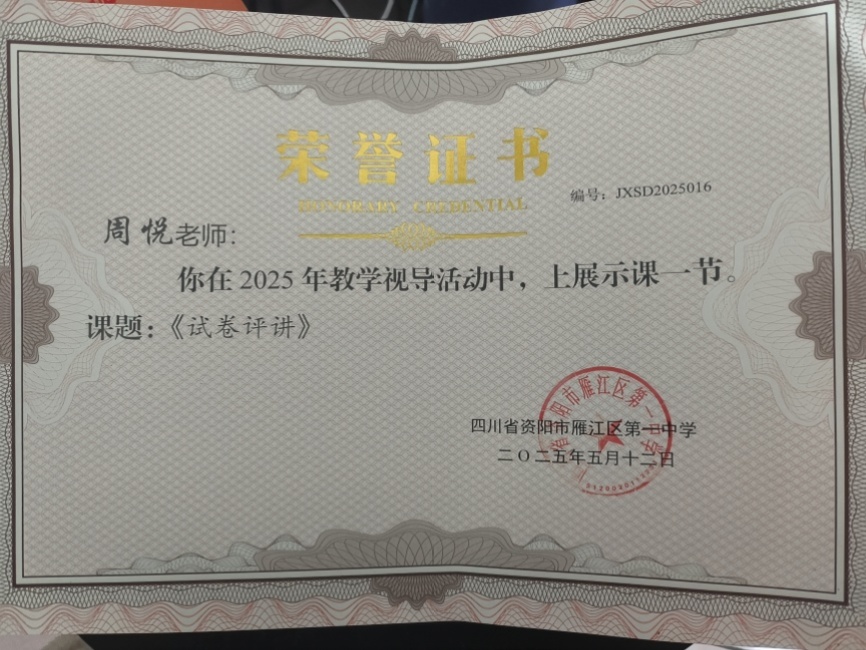 荣誉证书
HONORARY CREDENTIAL
编号：JXSD2025016
周悦老师：
你在2025年教学视导活动中，上展示课一节。
课题：《试卷评讲》
四川省资阳市雁江区第一中学
二〇二五年五月十二日